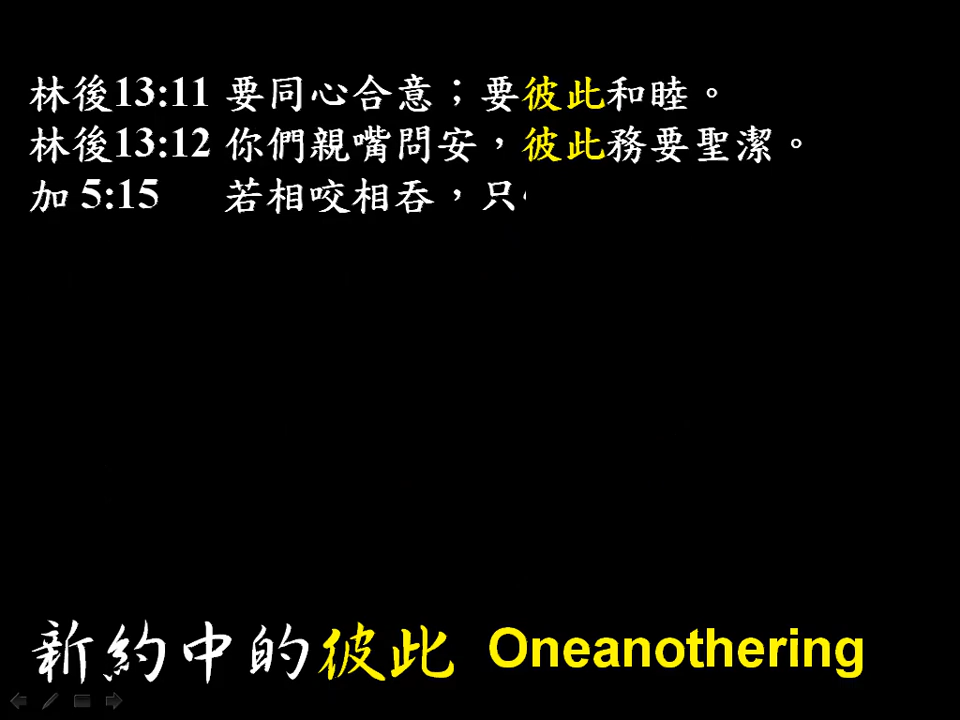 林後13:11 要同心合意；要彼此和睦。
林後13:12 你們親嘴問安，彼此務要聖潔。
加 5:15 若相咬相吞，只
新約中的彼此 Oneanothering